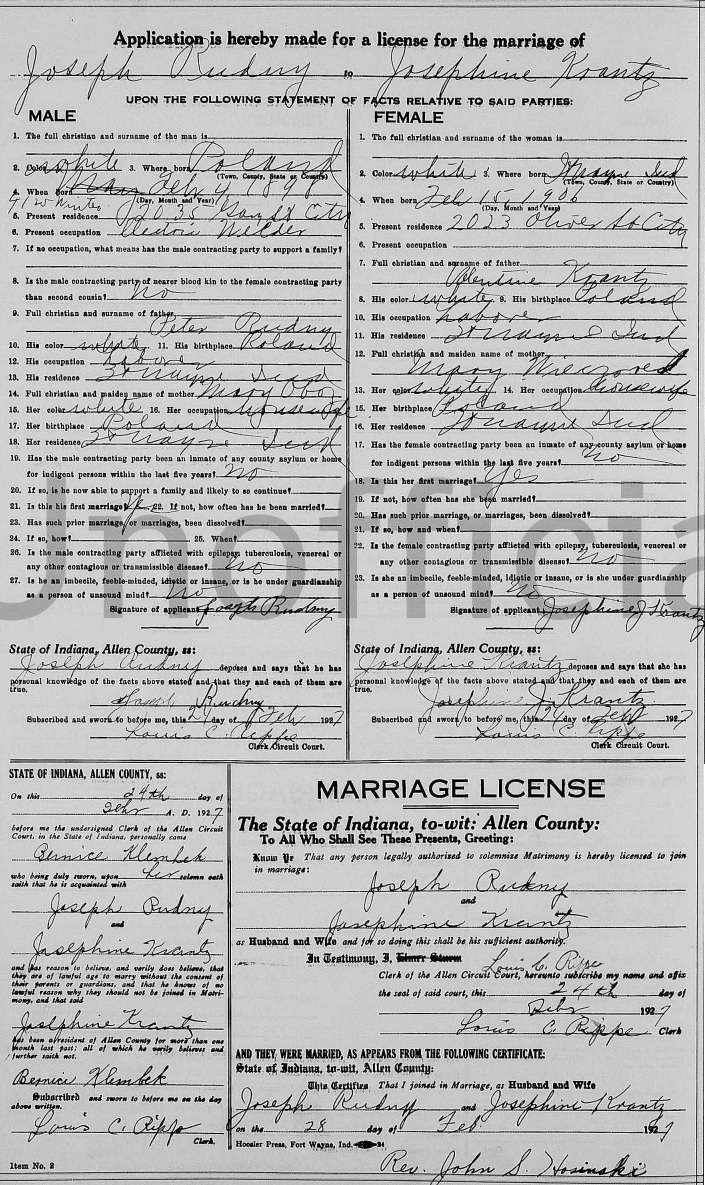 Application is hereby made for a license for the marriage of
Joseph Rudny to Josephine Krantz
UPON THE FOLLOWING STATEMENT OF FACTS RELATIVE TO SAID PARTIES:
MALE
1. The full christian and surname of the man is
2. Color white 3. Where born Poland
(Town, County, State or Country)
4. When born Feb 4 1898
(Day, Month and Year)
5. Present residence City
6. Present occupation Electric Welder
7. If no occupation, what means has the male contracting party to support a family?
8. Is the male contracting party of nearer blood kin to the female contracting party
than second cousin? No
9. Full christian and surname of father
Peter Rudny
10. His color white 11. His birthplace Poland
12. His occupation Laborer
13. His residence Ft Wayne Ind
14. Full christian and maiden name of mother Mary
15. Her color white 16. Her occupation Housewife
17. Her birthplace Poland
18. Her residence Ft Wayne Ind
19. Has the male contracting party been an inmate of any county asylum or home
for indigent persons within the last five years? No
20. If so, is he now able to support a family and likely to so continue?
21. Is this his first marriage? 22. If not, how often has he been married?
23. Has such prior marriage, or marriages, been dissolved?
24. If so, how? 25. When?
26. Is the male contracting party afflicted with epilepsy, tuberculosis, venereal or
any other contagious or transmissible disease? No
27. Is he an imbecile, feeble-minded, idiotic or insane, or is he under guardianship
as a person of unsound mind? No
Signature of applicant Joseph Rudny
State of Indiana, Allen County, ss:
Joseph Rudny deposes and says that he has
personal knowledge of the facts above stated and that they and each of them are
true.
Joseph Rudny
Subscribed and sworn to before me, this 24 day of Feb 1927
Louis C. Rippe
Clerk Circuit Court.
FEMALE
1. The full christian and surname of the woman is
2. Color white 3. Where born Ft Wayne Ind
(Town, County, State or Country)
4. When born Feb 15 1906
(Day, Month and Year)
5. Present residence 2023 Oliver St City
6. Present occupation
7. Full christian and surname of father
Valentine Krantz
8. His color white 9. His birthplace Poland
10. His occupation Laborer
11. His residence Ft Wayne Ind
12. Full christian and maiden name of mother
Mary
13. Her color white 14. Her occupation Housewife
15. Her birthplace Poland
16. Her residence Ft Wayne Ind
17. Has the female contracting party been an inmate of any county asylum or home
for indigent persons within the last five years? No
18. Is this her first marriage? Yes
19. If not, how often has she been married?
20. Has such prior marriage, or marriages, been dissolved?
21. If so, how and when?
22. Is the female contracting party afflicted with epilepsy, tuberculosis, venereal or
any other contagious or transmissible disease? No
23. Is she an imbecile, feeble-minded, idiotic or insane, or is she under guardianship
as a person of unsound mind? No
Signature of applicant Josephine J Krantz
State of Indiana, Allen County, ss:
Josephine Krantz deposes and says that she has
personal knowledge of the facts above stated and that they and each of them are
true.
Josephine J. Krantz
Subscribed and sworn to before me, this 24 day of Feb 1927
Louis C. Rippe
Clerk Circuit Court.
Unofficia
STATE OF INDIANA, ALLEN COUNTY, ss:
On this 24th day of
Febr A. D. 1927
before me the undersigned Clerk of the Allen Circuit
Court, in the State of Indiana, personally came
Bernice Klembek
who being duly sworn, upon her solemn oath
saith that he is acquainted with
Joseph Rudny
and
Josephine Krantz
and has reason to believe, and verily does believe, that
they are of lawful age to marry without the consent of
their parents or guardians, and that he knows of no
lawful reason why they should not be joined in Matri-
mony, and that said
Josephine Krantz
has been a resident of Allen County for more than one
month last past; all of which he verily believes and
further saith not.
Bernice Klembek
Subscribed and sworn to before me on the day
above written.
Louis C. Rippe
Clerk.
Item No. 2
MARRIAGE LICENSE
The State of Indiana, to-wit: Allen County:
To All Who Shall See These Presents, Greeting:
Know Ye That any person legally authorized to solemnize Matrimony is hereby licensed to join
in marriage:
Joseph Rudny
and
Josephine Krantz
as Husband and Wife and for so doing this shall be his sufficient authority.
In Testimony, I, Elmer Sturm Louis C. Rippe
Clerk of the Allen Circuit Court, hereunto subscribe my name and affix
the seal of said court, this 24th day of
Febr 1927
Louis C. Rippe Clerk
AND THEY WERE MARRIED, AS APPEARS FROM THE FOLLOWING CERTIFICATE:
State of Indiana, to-wit, Allen County:
This Certifies That I joined in Marriage, as Husband and Wife
Joseph Rudny and Josephine Krantz
on the 28 day of Feb 1927
Hoosier Press, Fort Wayne, Ind.
Rev. John S. Hosinski